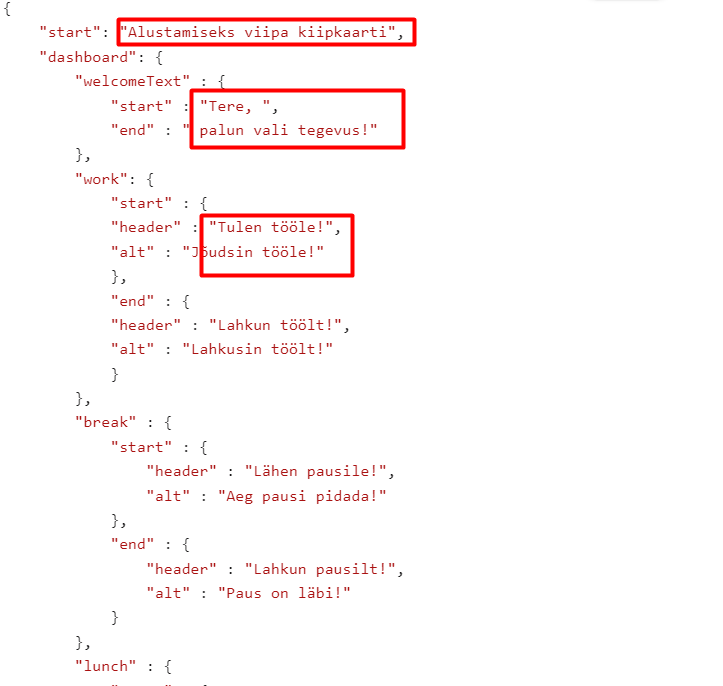 {
"start": "Alustamiseks viipa kiipkaarti",
"dashboard": {
"welcomeText" : {
"start" : "Tere, ",
"end" : " palun vali tegevus!"
},
"work": {
"start" : {
"header" : "Tulen tööle!",
"alt" : "Jõudsin tööle!"
},
"end" : {
"header" : "Lahkun töölt!",
"alt" : "Lahkusin töölt!"
}
},
"break" : {
"start" : {
"header" : "Lähen pausile!",
"alt" : "Aeg pausi pidada!"
},
"end" : {
"header" : "Lahkun pausilt!",
"alt" : "Paus on läbi!"
}
},
"lunch" : {